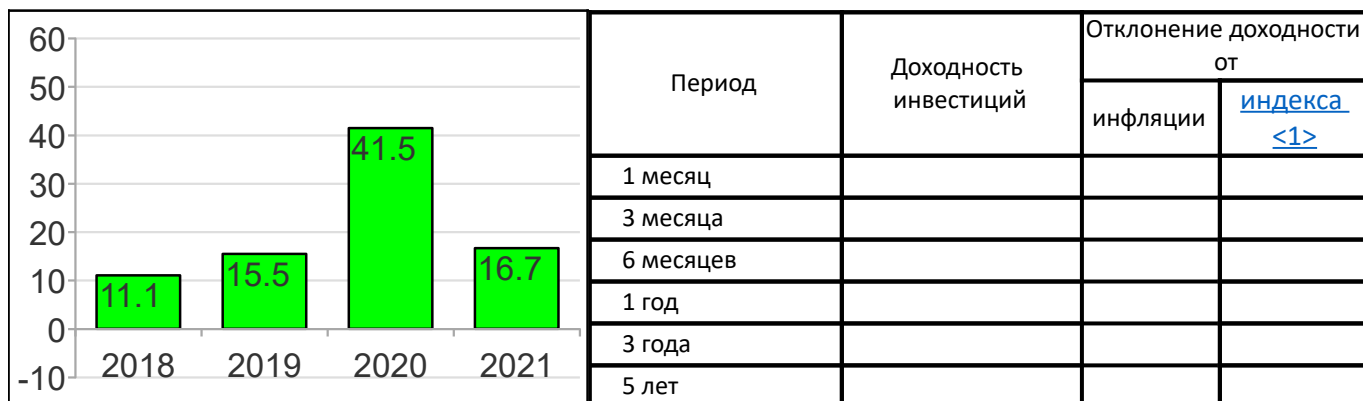 60
50
40
30
20
10
0
-10
11.1
15.5
41.5
16.7
2018 2019 2020 2021
Период
Доходность
инвестиций
Отклонение доходности
от
инфляции
индекса
<1>
1 месяц
3 месяца
6 месяцев
1 год
3 года
5 лет